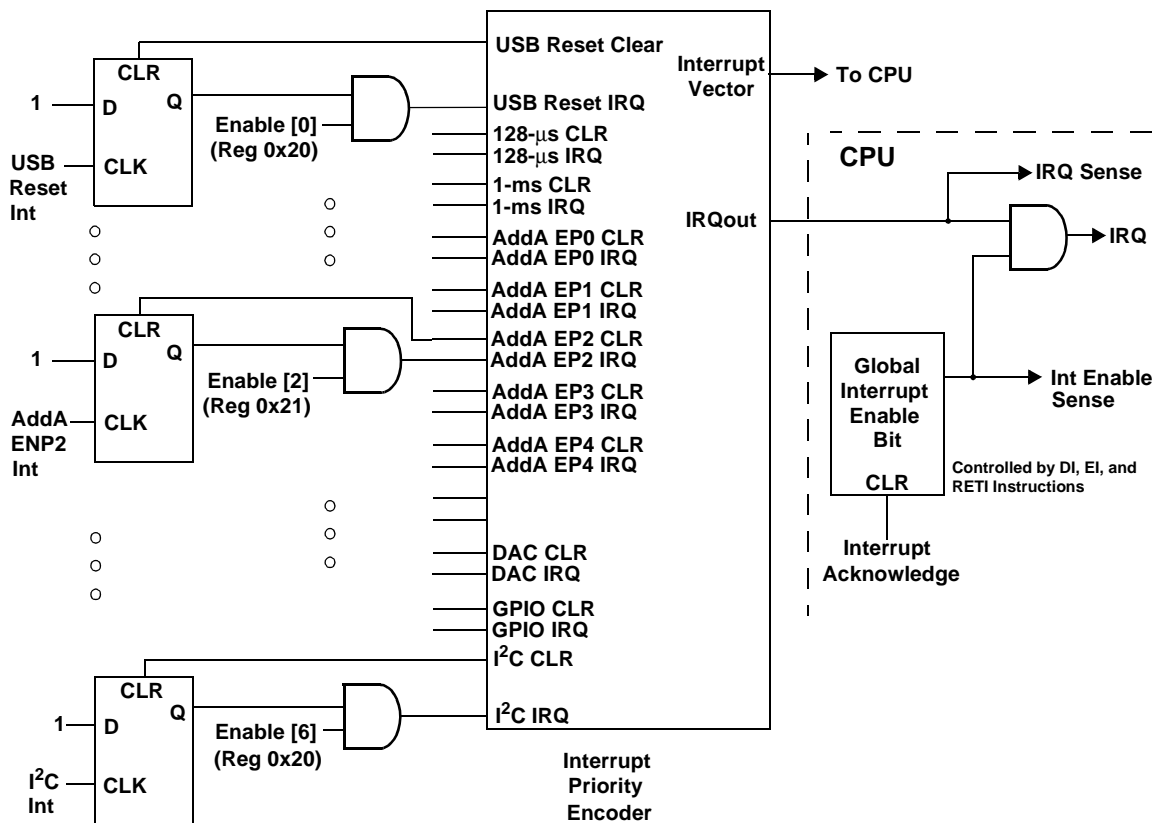 USB Reset Clear
CLR
1
D
Q
Enable [0]
(Reg 0x20)
USB
Reset
Int
CLK
USB Reset IRQ
128-μs CLR
128-μs IRQ
1-ms CLR
1-ms IRQ
AddA EP0 CLR
AddA EP0 IRQ
AddA EP1 CLR
AddA EP1 IRQ
AddA EP2 CLR
AddA EP2 IRQ
AddA EP3 CLR
AddA EP3 IRQ
AddA EP4 CLR
AddA EP4 IRQ
DAC CLR
DAC IRQ
GPIO CLR
GPIO IRQ
I²C CLR
I²C IRQ
CLR
1
D
Q
Enable [2]
(Reg 0x21)
AddA
ENP2
Int
CLK
CLR
1
D
Q
Enable [6]
(Reg 0x20)
I²C
Int
CLK
Interrupt
Vector
To CPU
IRQout
Interrupt
Priority
Encoder
CPU
IRQ Sense
IRQ
Global
Interrupt
Enable
Bit
CLR
Int Enable
Sense
Controlled by DI, EI, and
RETI Instructions
Interrupt
Acknowledge